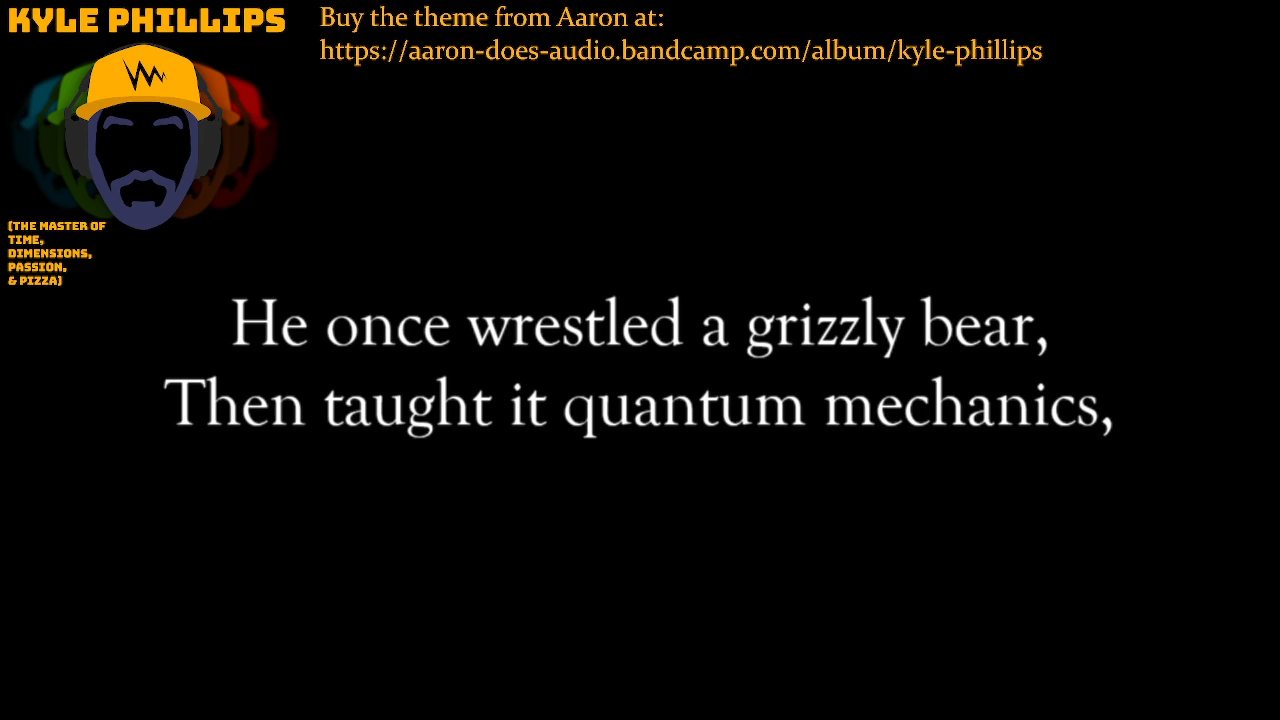 KYLE PHILLIPS
Buy the theme from Aaron at:
https://aaron-does-audio.bandcamp.com/album/kyle-phillips
(THE MASTER OF
TIME,
DIMENSIONS,
PASSION,
& PIZZA)
He once wrestled a grizzly bear,
Then taught it quantum mechanics,